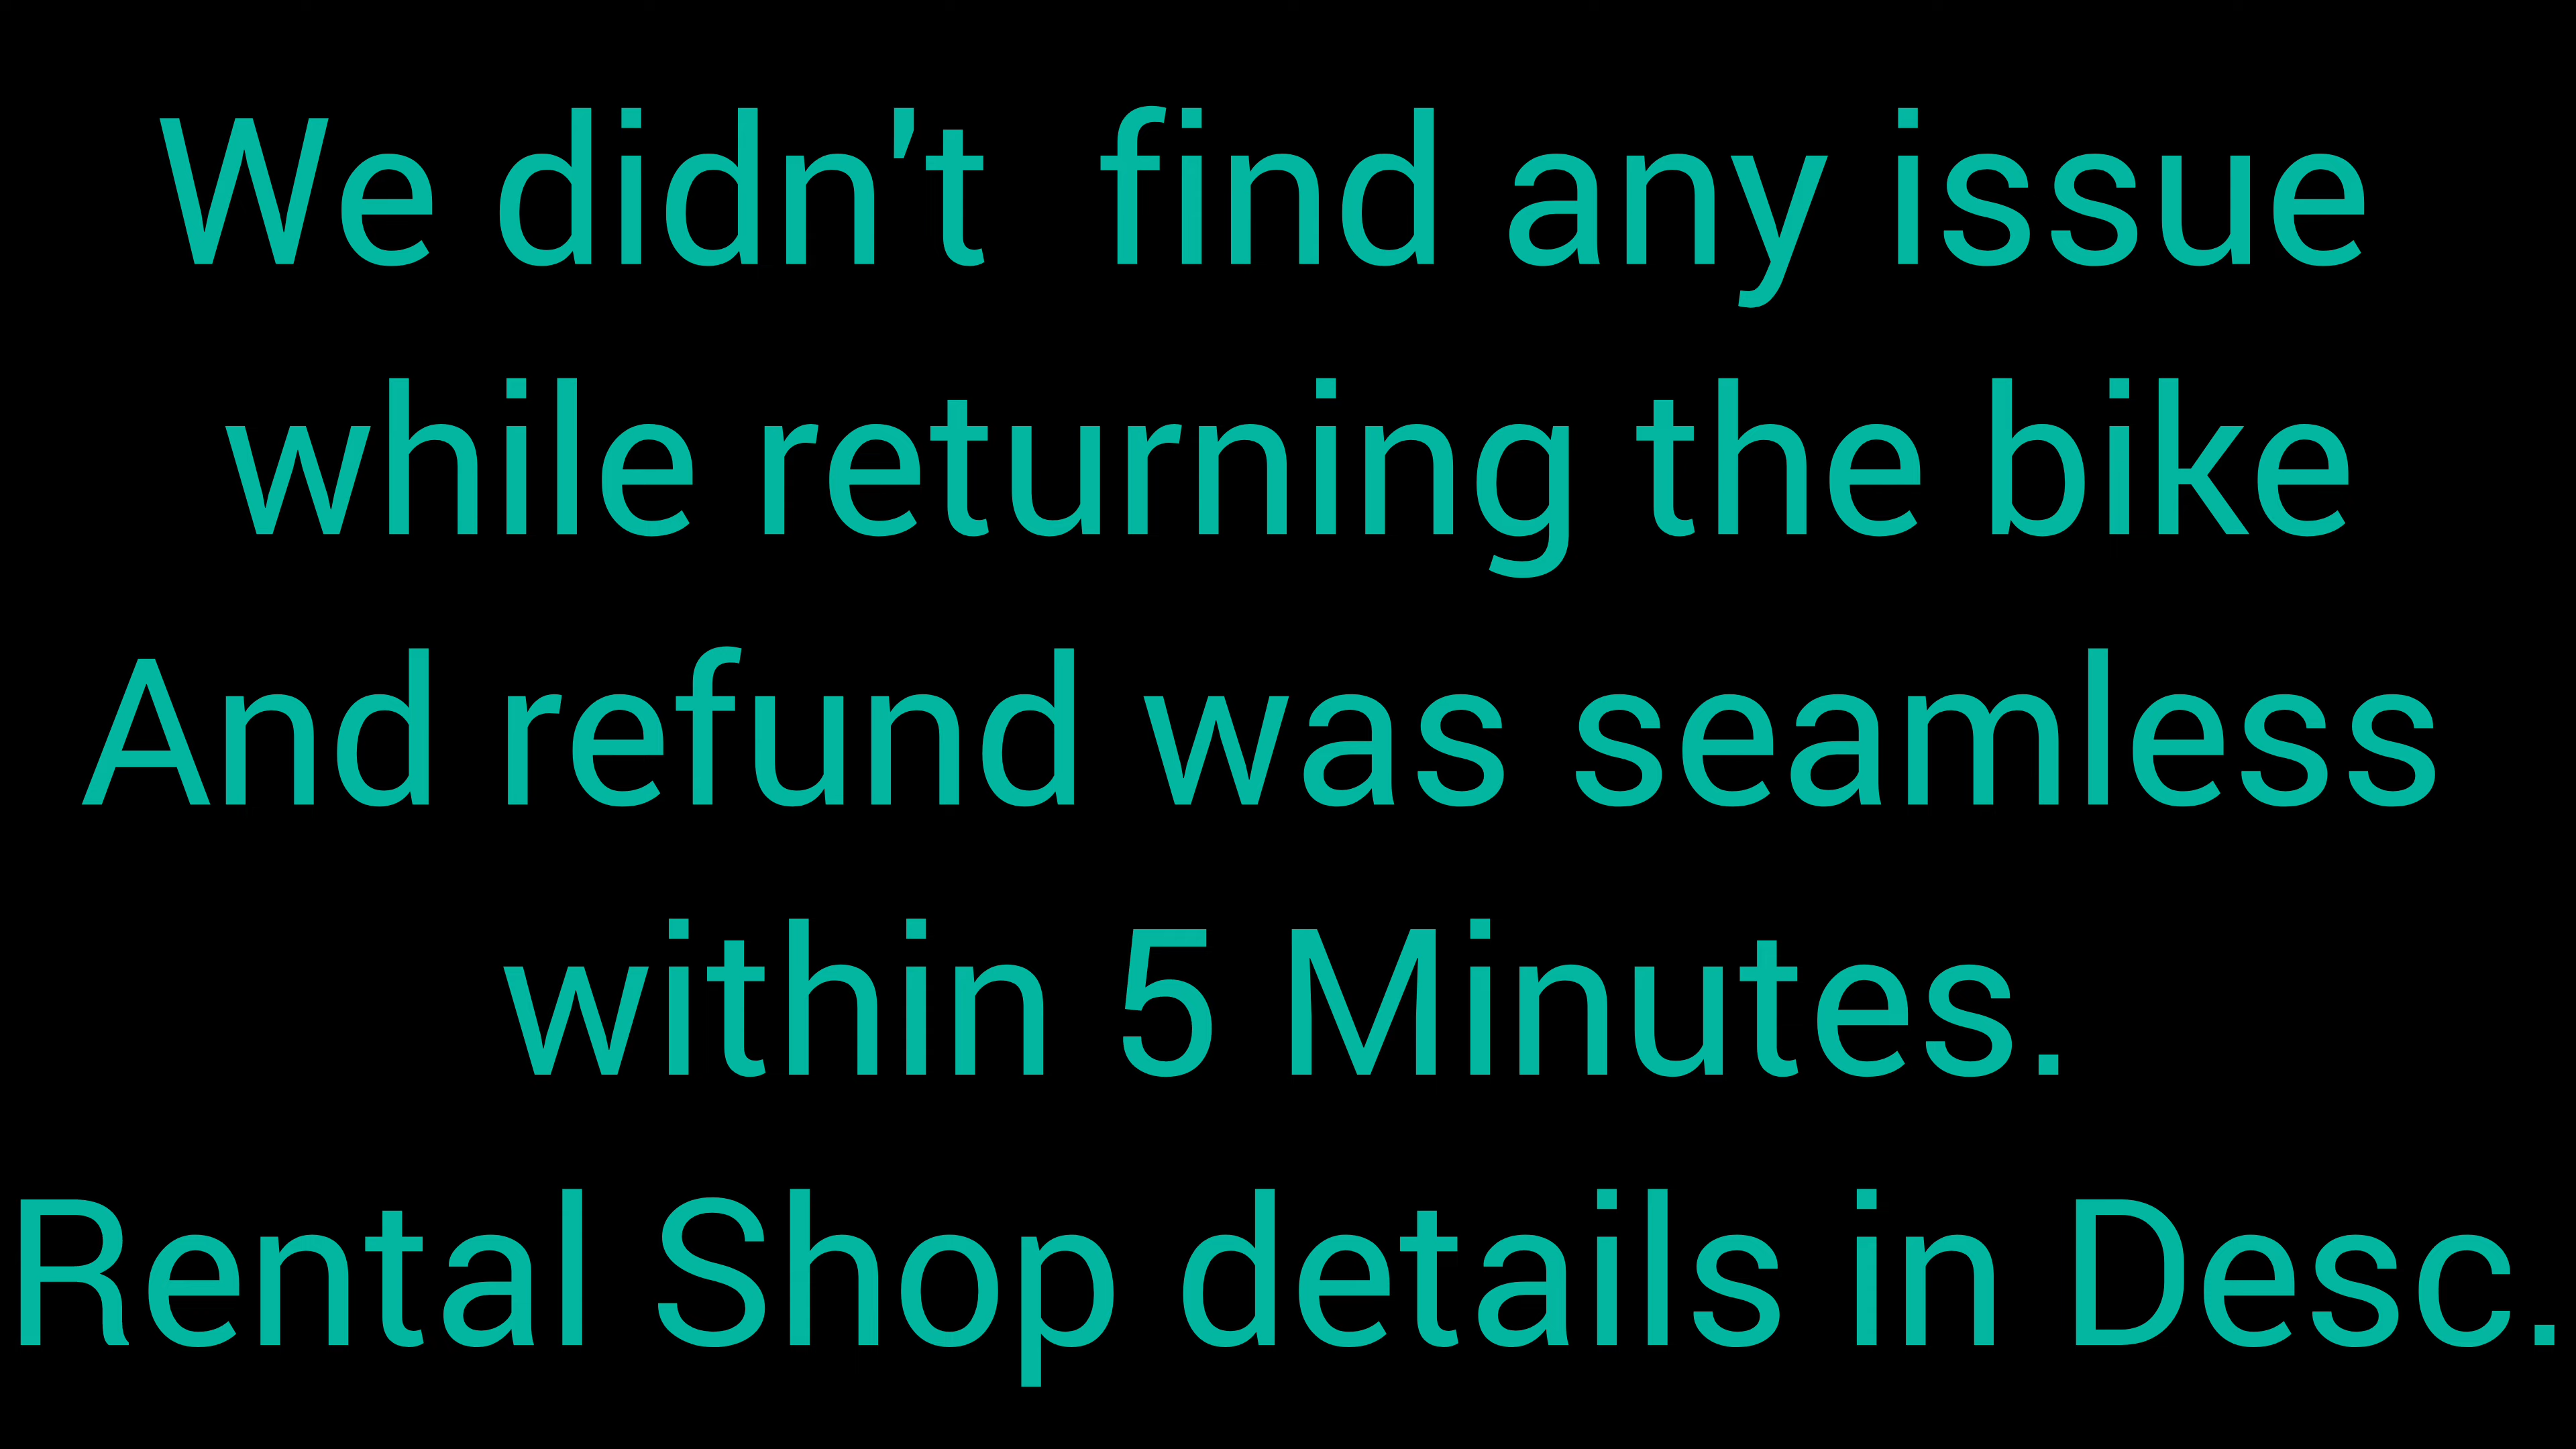 We didn't  find any issue
while returning the bike
And refund was seamless
within 5 Minutes.
Rental Shop details in Desc.